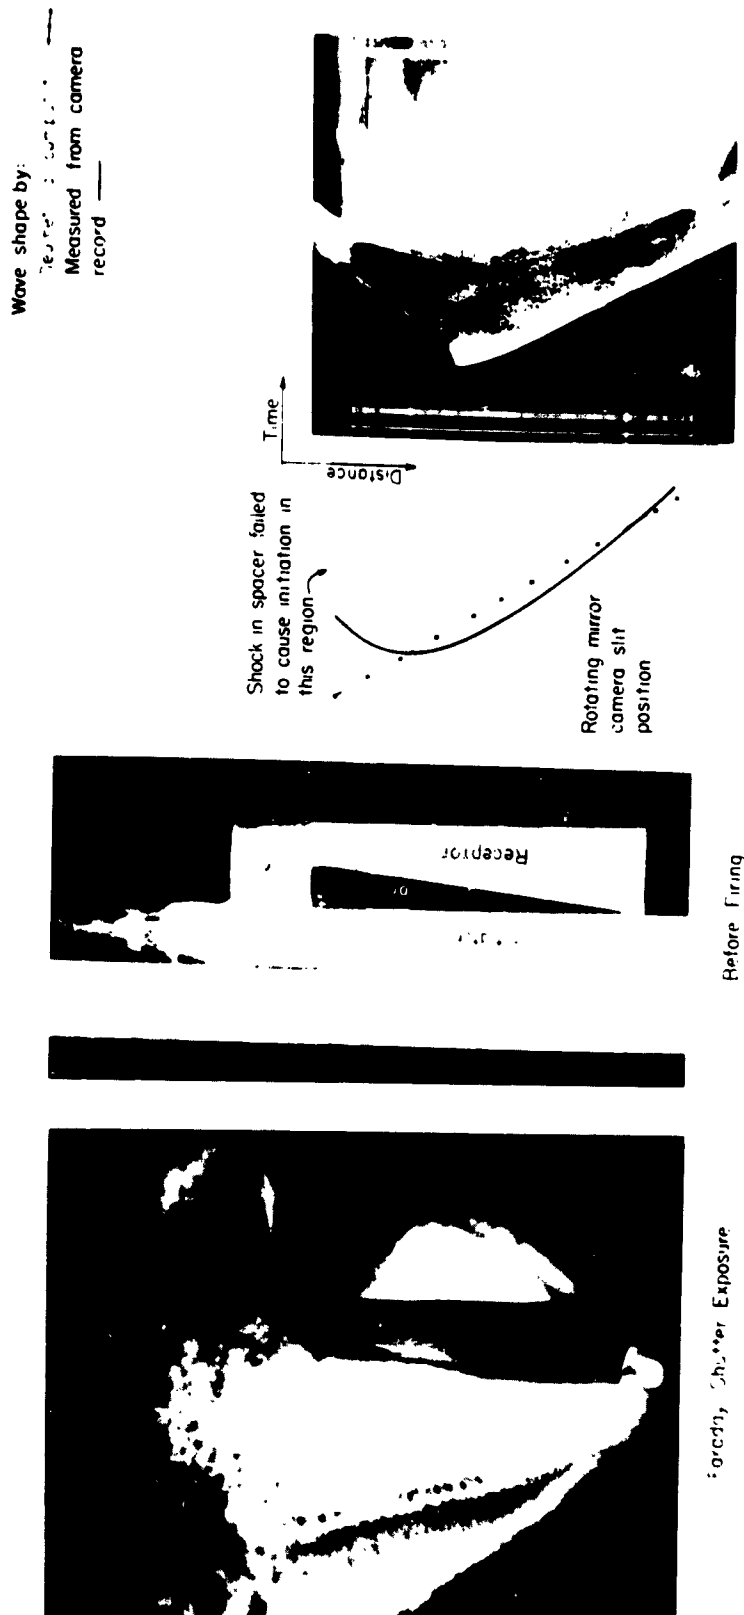 Wave shape by:
Measured from camera
record
Time
Distance
Shock in spacer failed
to cause initiation in
this region
Rotating mirror
camera slit
position
Receptor
Before Firing
Shutter Exposure